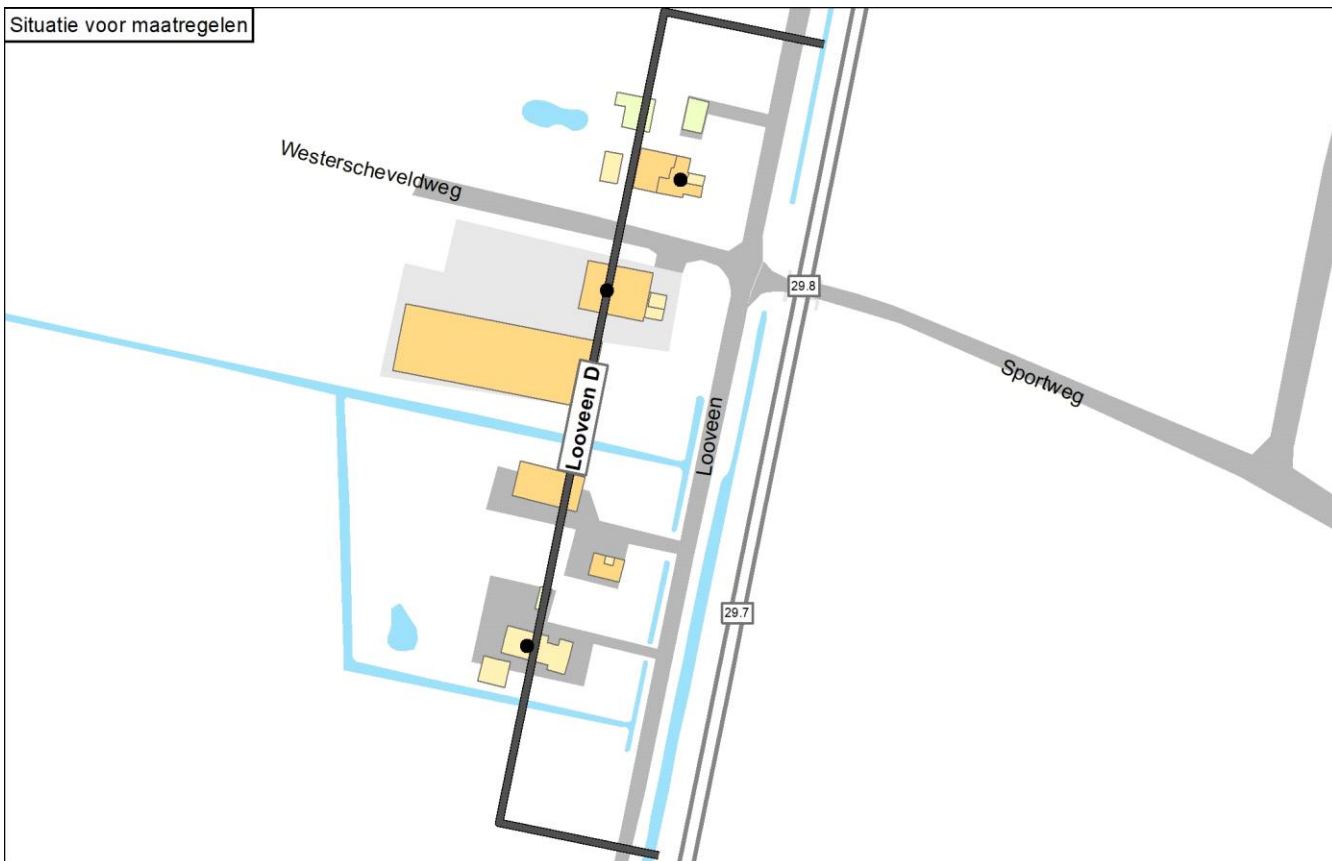 Situatie voor maatregelen
Westerscheveldweg
29.8
Sportweg
Looveen D
Looveen
29.7